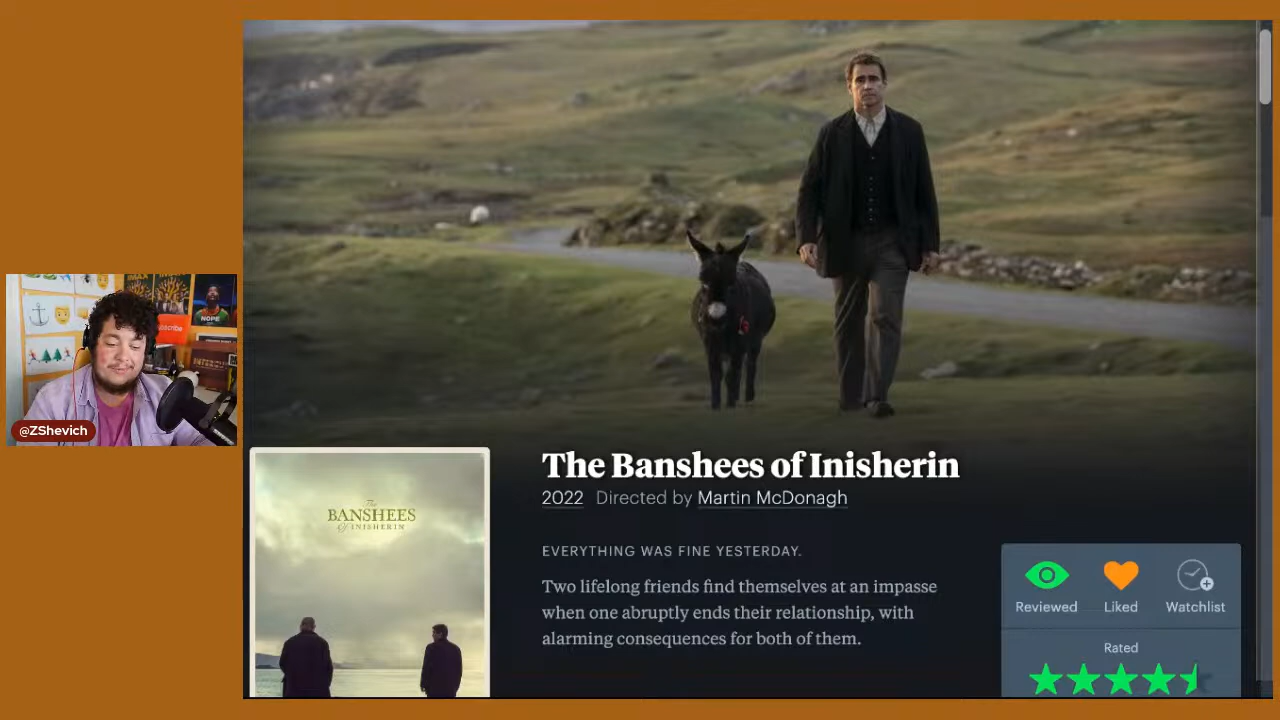 NOPE
@ZShevich
The Banshees of Inisherin
2022 Directed by Martin McDonagh
The
BANSHEES
Of INISHERIN
EVERYTHING WAS FINE YESTERDAY.
Two lifelong friends find themselves at an impasse
when one abruptly ends their relationship, with
alarming consequences for both of them.
Reviewed
Liked
Watchlist
Rated